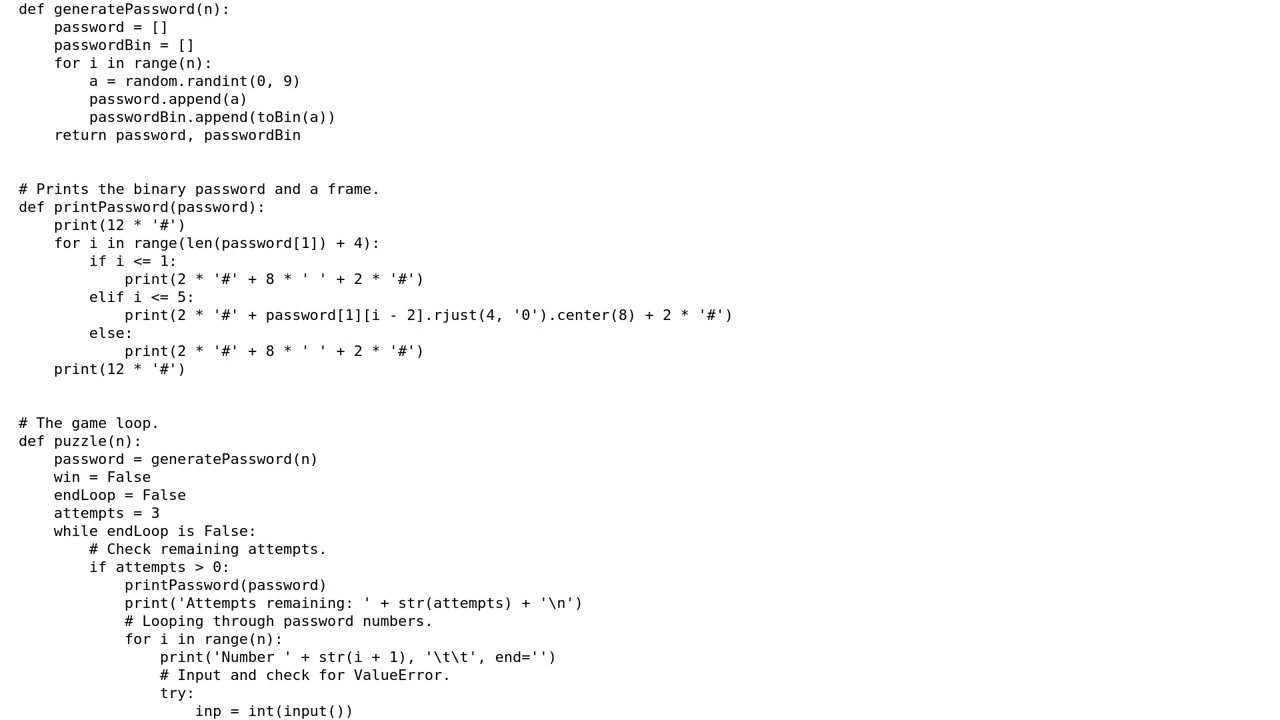 def generatePassword(n):
    password = []
    passwordBin = []
    for i in range(n):
        a = random.randint(0, 9)
        password.append(a)
        passwordBin.append(toBin(a))
    return password, passwordBin


# Prints the binary password and a frame.
def printPassword(password):
    print(12 * '#')
    for i in range(len(password[1]) + 4):
        if i <= 1:
            print(2 * '#' + 8 * ' ' + 2 * '#')
        elif i <= 5:
            print(2 * '#' + password[1][i - 2].rjust(4, '0').center(8) + 2 * '#')
        else:
            print(2 * '#' + 8 * ' ' + 2 * '#')
    print(12 * '#')


# The game loop.
def puzzle(n):
    password = generatePassword(n)
    win = False
    endLoop = False
    attempts = 3
    while endLoop is False:
        # Check remaining attempts.
        if attempts > 0:
            printPassword(password)
            print('Attempts remaining: ' + str(attempts) + '\n')
            # Looping through password numbers.
            for i in range(n):
                print('Number ' + str(i + 1), '\t\t', end='')
                # Input and check for ValueError.
                try:
                    inp = int(input())